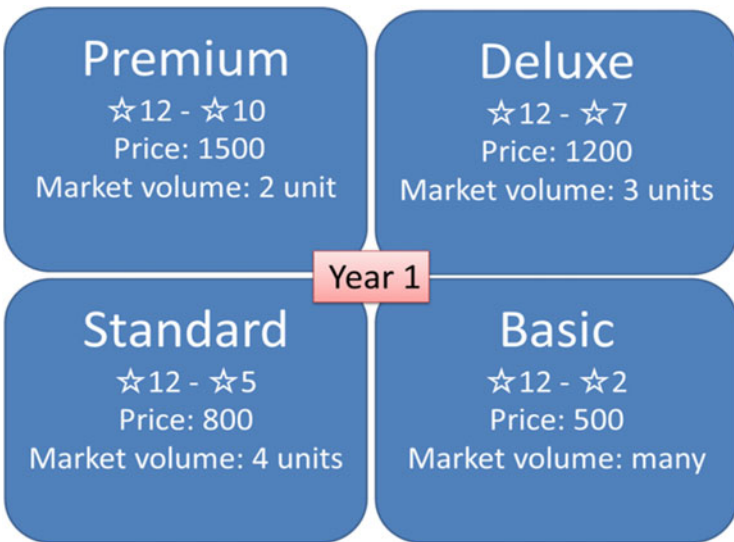 Premium
☆12 - ☆10
Price: 1500
Market volume: 2 unit
Deluxe
☆12 - ☆7
Price: 1200
Market volume: 3 units
Year 1
Standard
☆12 - ☆5
Price: 800
Market volume: 4 units
Basic
☆12 - ☆2
Price: 500
Market volume: many